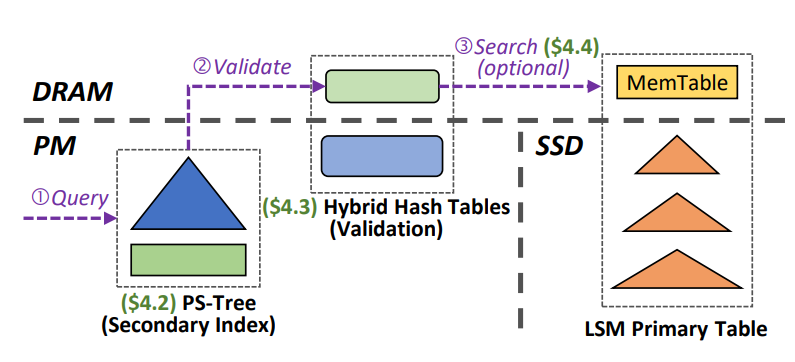 ③Search ($4.4)
(optional)
②Validate
MemTable
DRAM
PM
SSD
①Query
($4.3) Hybrid Hash Tables
(Validation)
($4.2) PS-Tree
(Secondary Index)
LSM Primary Table